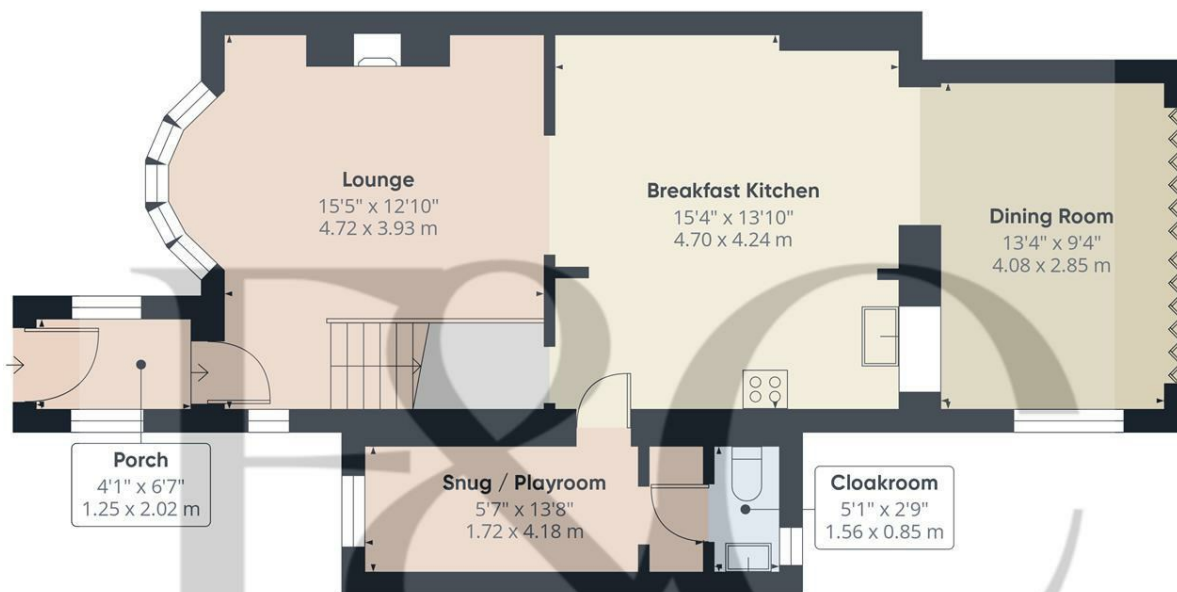 Lounge
15'5" x 12'10"
4.72 x 3.93 m
Breakfast Kitchen
15'4" x 13'10"
4.70 x 4.24 m
Dining Room
13'4" x 9'4"
4.08 x 2.85 m
Porch
4'1" x 6'7"
1.25 x 2.02 m
Snug / Playroom
5'7" x 13'8"
1.72 x 4.18 m
Cloakroom
5'1" x 2'9"
1.56 x 0.85 m
F&C